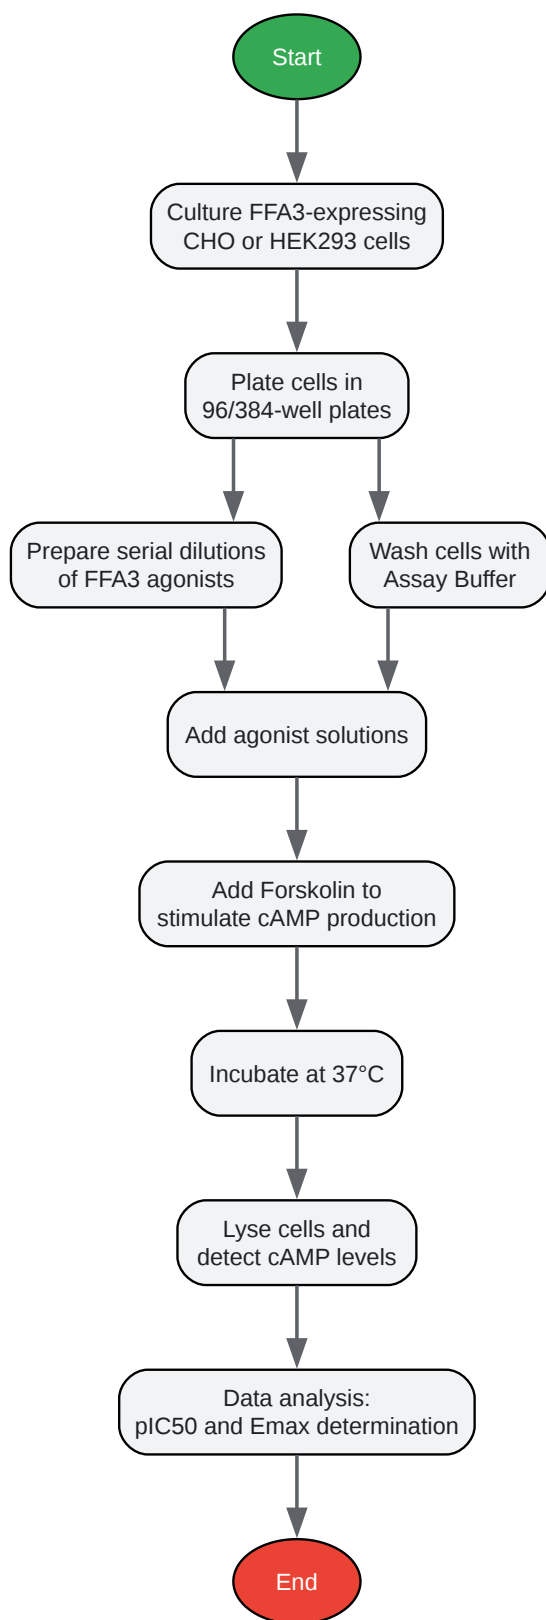 Start
Culture FFA3-expressing
CHO or HEK293 cells
Plate cells in
96/384-well plates
Prepare serial dilutions
of FFA3 agonists
Wash cells with
Assay Buffer
Add agonist solutions
Add Forskolin to
stimulate cAMP production
Incubate at 37°C
Lyse cells and
detect cAMP levels
Data analysis:
pIC50 and Emax determination
End